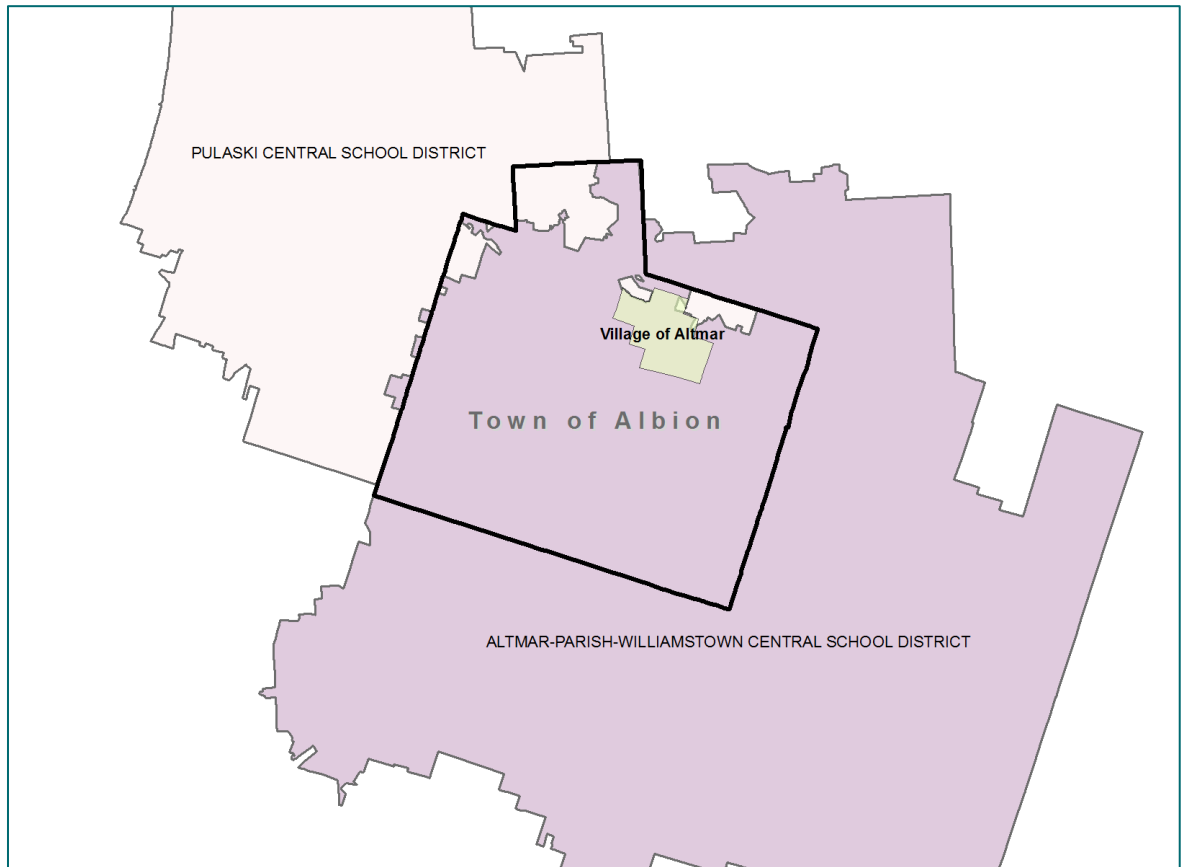 PULASKI CENTRAL SCHOOL DISTRICT
Village of Altmar
Town of Albion
ALTMAR-PARISH-WILLIAMSTOWN CENTRAL SCHOOL DISTRICT